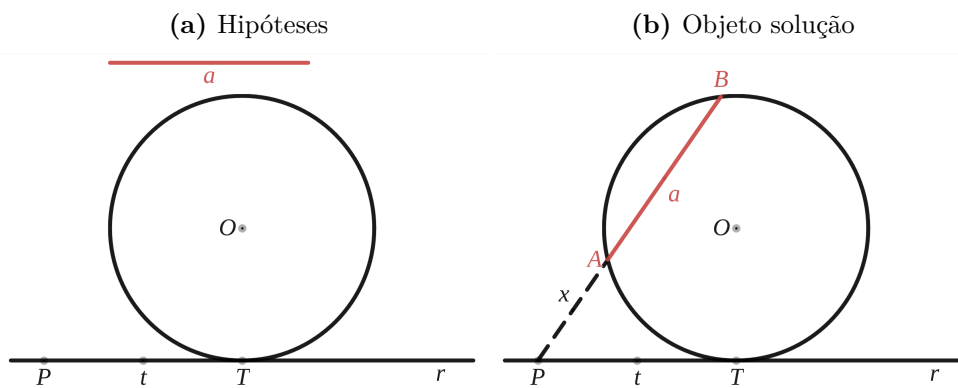 (a) Hipóteses
a
O
P t T r
(b) Objeto solução
B
a
O
A
x
P t T r